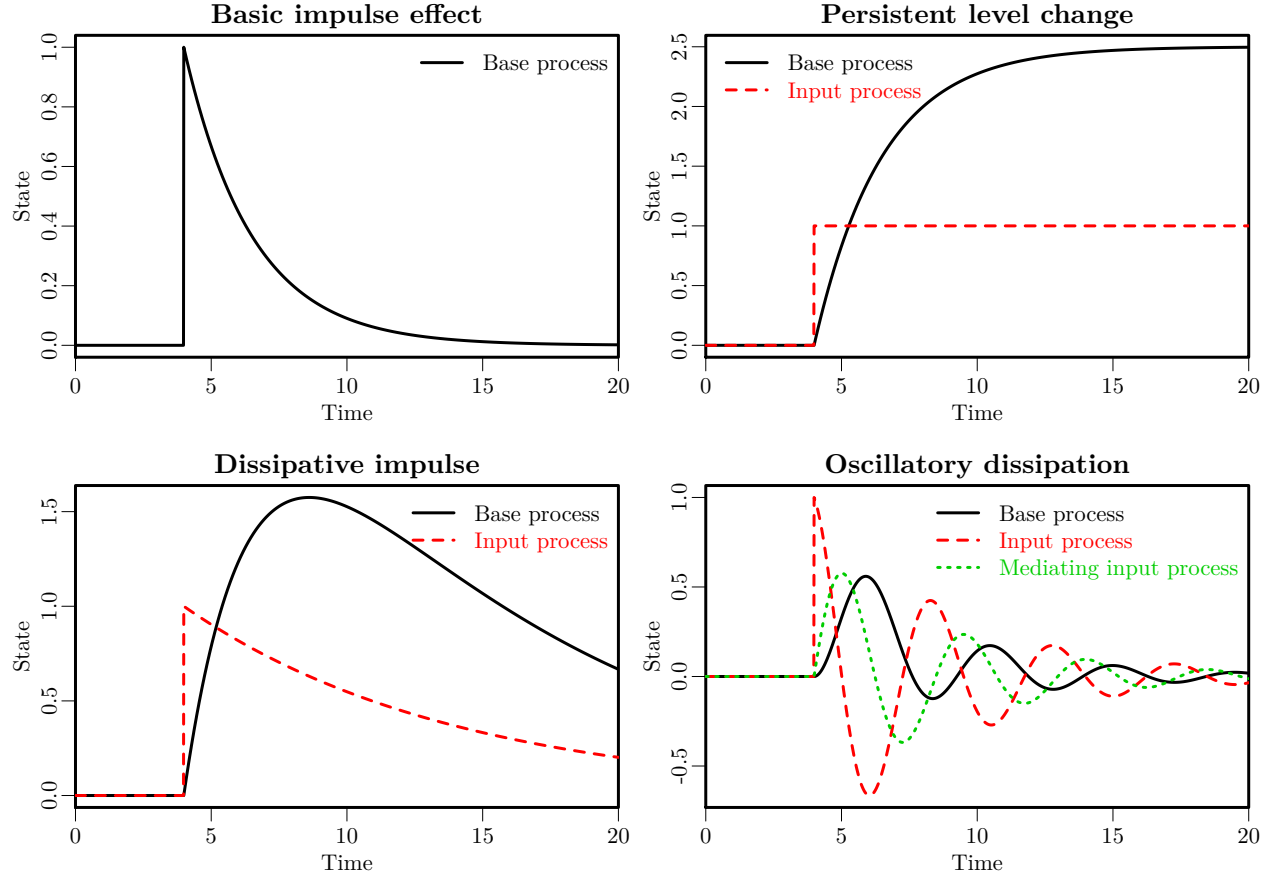 Basic impulse effect
State
0.0 0.2 0.4 0.6 0.8 1.0
Base process
0 5 10 15 20
Time
Persistent level change
State
0.0 0.5 1.0 1.5 2.0 2.5
Base process
Input process
0 5 10 15 20
Time
Dissipative impulse
State
0.0 0.5 1.0 1.5
Base process
Input process
0 5 10 15 20
Time
Oscillatory dissipation
State
-0.5 0.0 0.5 1.0
Base process
Input process
Mediating input process
0 5 10 15 20
Time